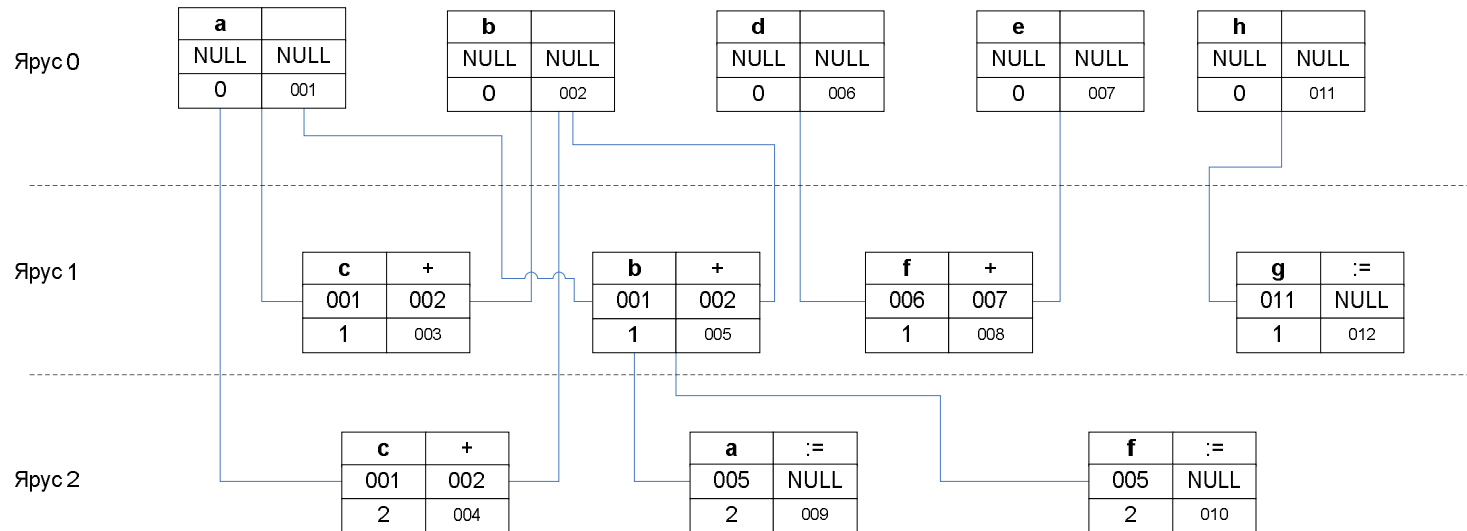 a b d e h
Ярус 0
NULL NULL NULL NULL NULL NULL NULL NULL NULL NULL
0 001 0 002 0 006 0 007 0 011
c + b + f + g :=
Ярус 1
001 002 001 002 006 007 011 NULL
1 003 1 005 1 008 1 012
c + a := f :=
Ярус 2
001 002 005 NULL 005 NULL
2 004 2 009 2 010